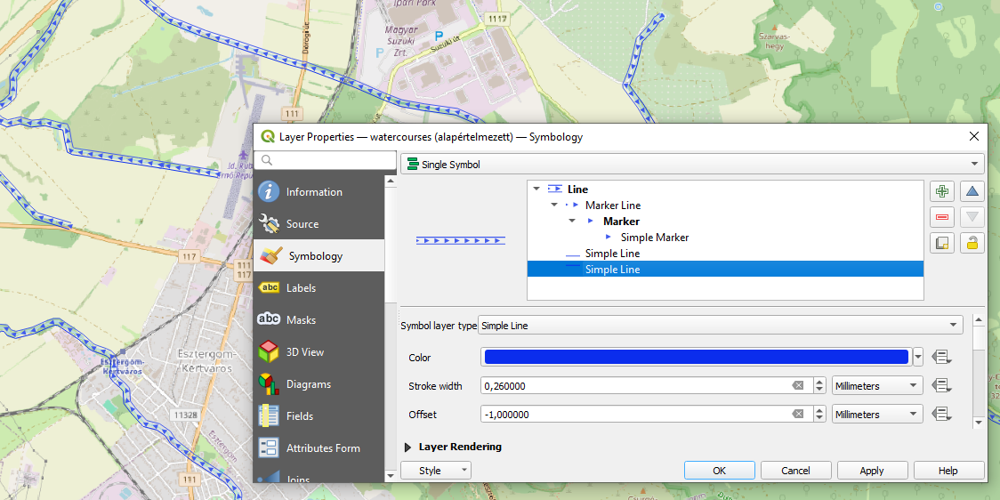 Ipari Park
Magyar
Suzuki
Zrt.
P
P
Suzuki út
1117
Dorogi út
111
Szarvas-
hegy
117
111
117
Esztergom-
Kertváros
Esztergom-
Kertváros
11328
111
111
Layer Properties — watercourses (alapértelmezett) — Symbology
Single Symbol
Information
Source
Symbology
abc Labels
abc Masks
3D View
Diagrams
Fields
Attributes Form
Joins
Line
Marker Line
Marker
Simple Marker
Simple Line
Simple Line
Symbol layer type Simple Line
Color
Stroke width 0,260000 Millimeters
Offset -1,000000 Millimeters
Layer Rendering
Style OK Cancel Apply Help